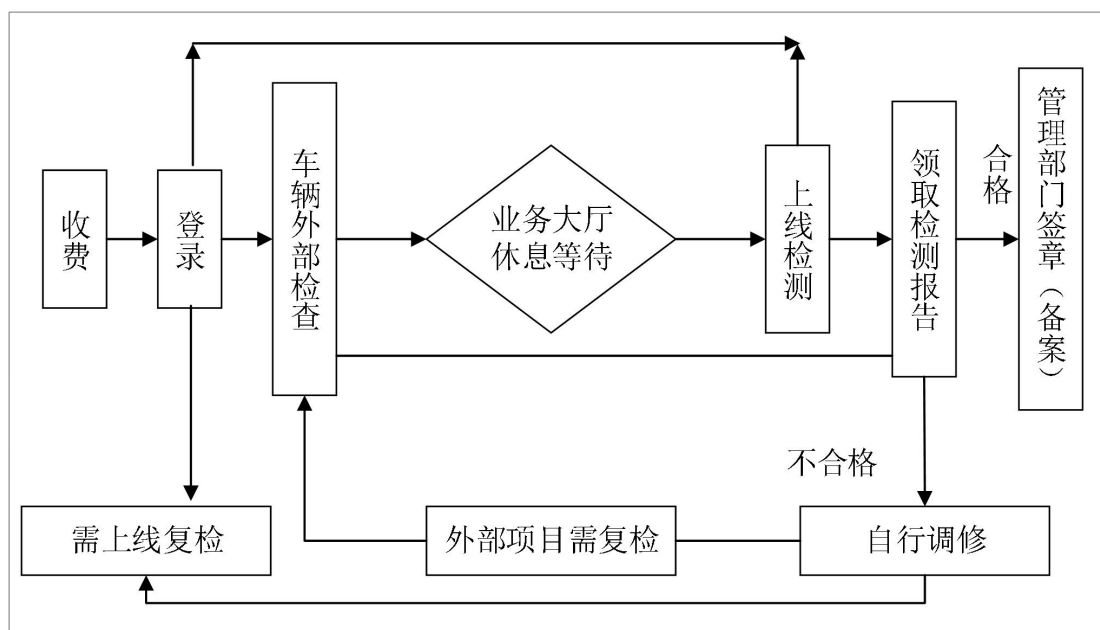 收费
登录
车辆外部检查
业务大厅
休息等待
上线检测
领取检测报告
合格
管理部门签章（备案）
不合格
需上线复检
外部项目需复检
自行调修